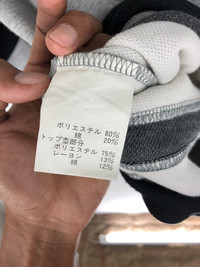 ポリエステル 80%
綿 20%
トップ杢部分
ポリエステル 75%
レーヨン 13%
綿 12%